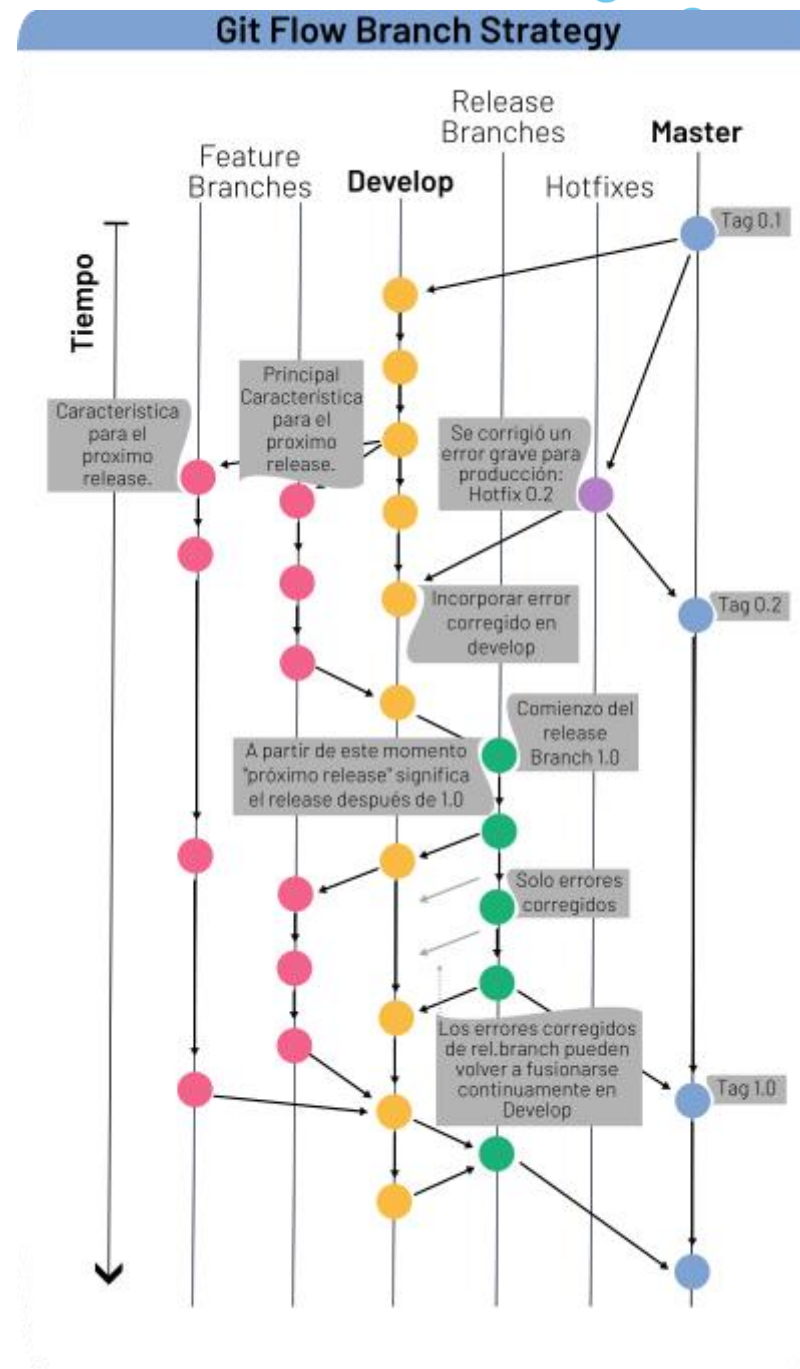 Git Flow Branch Strategy
Release
Branches
Master
Feature
Branches
Develop
Hotfixes
Tag 0.1
Tiempo
Principal
Característica
para el
proximo
release.
Característica
para el
proximo
release.
Se corrigió un
error grave para
producción:
Hotfix 0.2
Incorporar error
corregido en
develop
Tag 0.2
Comienzo del
release
Branch 1.0
A partir de este momento
"próximo release" significa
el release después de 1.0
Solo errores
corregidos
Los errores corregidos
de rel.branch pueden
volver a fusionarse
continuamente en
Develop
Tag 1.0